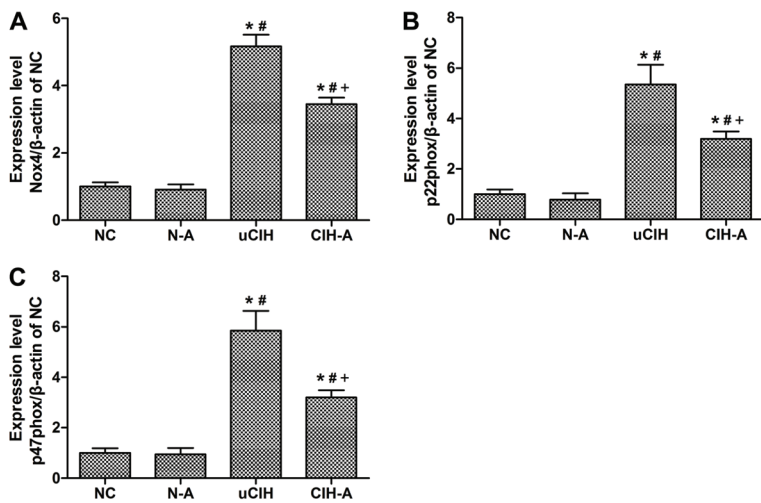 A
Expression level
Nox4/β-actin of NC
6
4
2
0
* #
* # +
NC N-A uCIH CIH-A
B
Expression level
p22phox/β-actin of NC
8
6
4
2
0
* #
* # +
NC N-A uCIH CIH-A
C
Expression level
p47phox/β-actin of NC
8
6
4
2
0
* #
* # +
NC N-A uCIH CIH-A